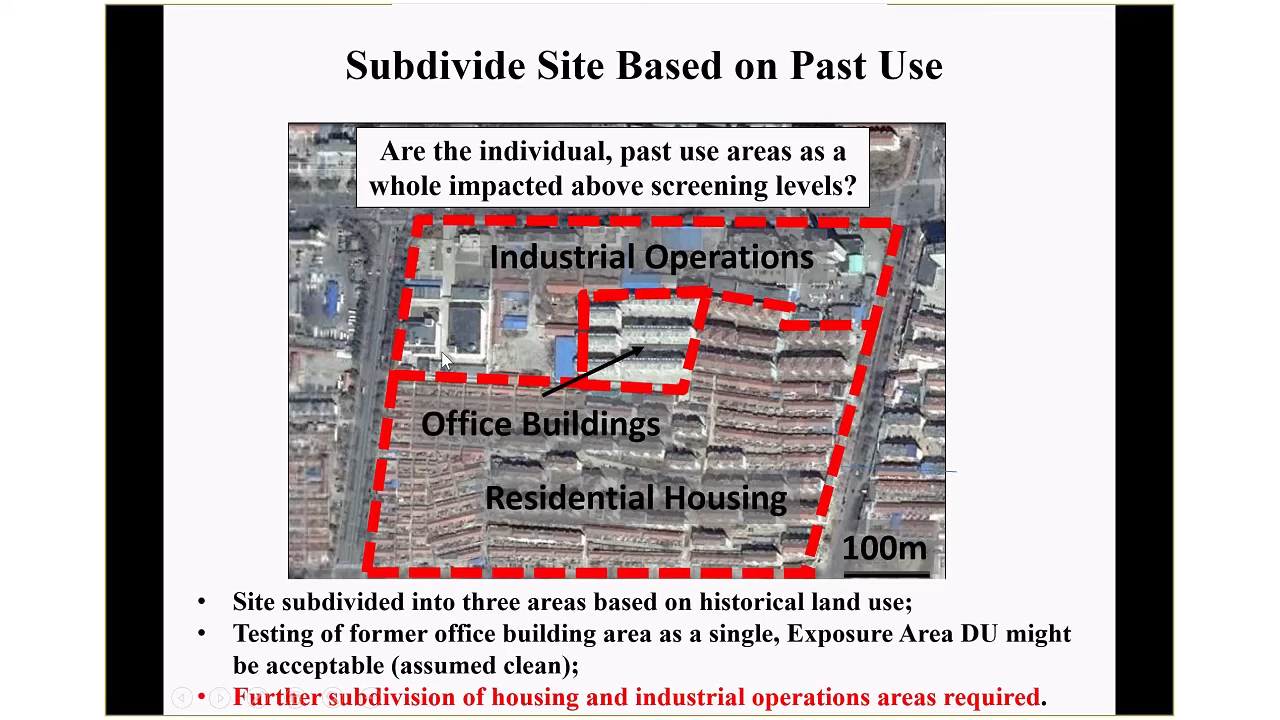 Subdivide Site Based on Past Use
Are the individual, past use areas as a
whole impacted above screening levels?
Industrial Operations
Office Buildings
Residential Housing
100m
• Site subdivided into three areas based on historical land use;
• Testing of former office building area as a single, Exposure Area DU might
be acceptable (assumed clean);
• Further subdivision of housing and industrial operations areas required.